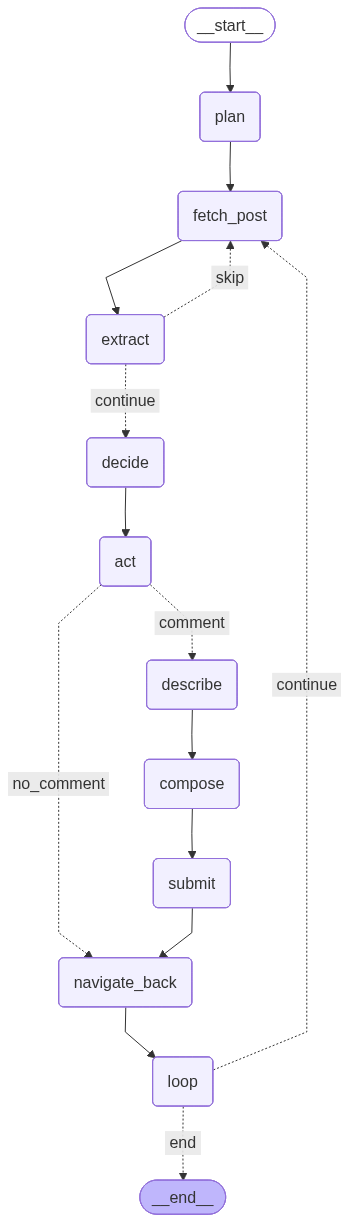 __start__
plan
fetch_post
skip
extract
continue
decide
act
comment
describe
continue
no_comment
compose
submit
navigate_back
loop
end
__end__